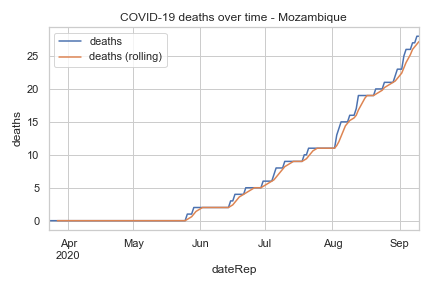 COVID-19 deaths over time - Mozambique
deaths
deaths (rolling)
25
20
15
10
5
0
deaths
Apr May Jun Jul Aug Sep
2020
dateRep